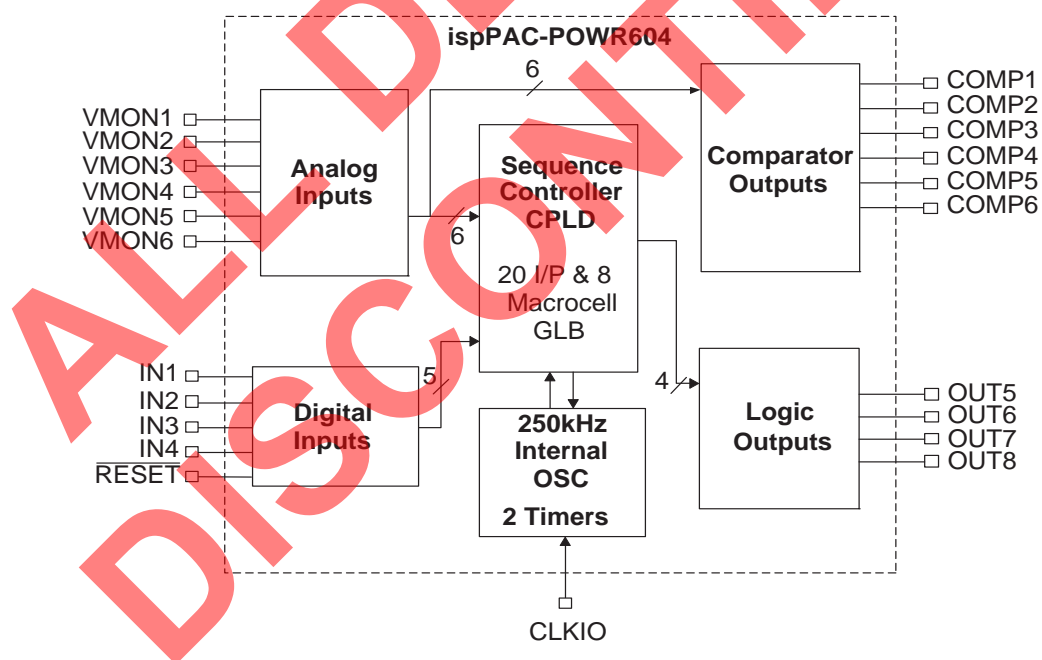 ispPAC-POWR604
6
COMP1
COMP2
COMP3
COMP4
COMP5
COMP6
VMON1
VMON2
VMON3
VMON4
VMON5
VMON6
Analog
Inputs
6
Sequence
Controller
CPLD
20 I/P & 8
Macrocell
GLB
Comparator
Outputs
IN1
IN2
IN3
IN4
RESET
Digital
Inputs
5
4
250kHz
Internal
OSC
2 Timers
Logic
Outputs
OUT5
OUT6
OUT7
OUT8
CLKIO
ALL DE
DISCONTIN